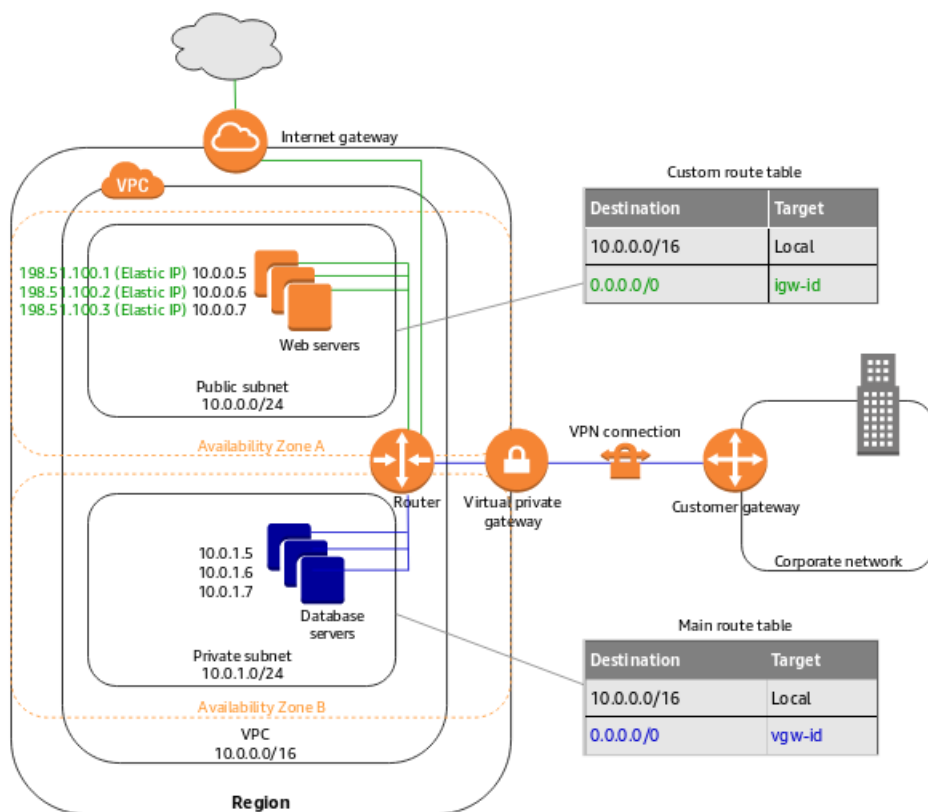 Internet gateway
VPC
Custom route table
Destination Target
10.0.0.0/16 Local
0.0.0.0/0 igw-id
198.51.100.1 (Elastic IP) 10.0.0.5
198.51.100.2 (Elastic IP) 10.0.0.6
198.51.100.3 (Elastic IP) 10.0.0.7
Web servers
Public subnet
10.0.0.0/24
Availability Zone A
Router
Virtual private
gateway
VPN connection
Customer gateway
Corporate network
10.0.1.5
10.0.1.6
10.0.1.7
Database
servers
Private subnet
10.0.1.0/24
Availability Zone B
Main route table
Destination Target
10.0.0.0/16 Local
0.0.0.0/0 vgw-id
VPC
10.0.0.0/16
Region